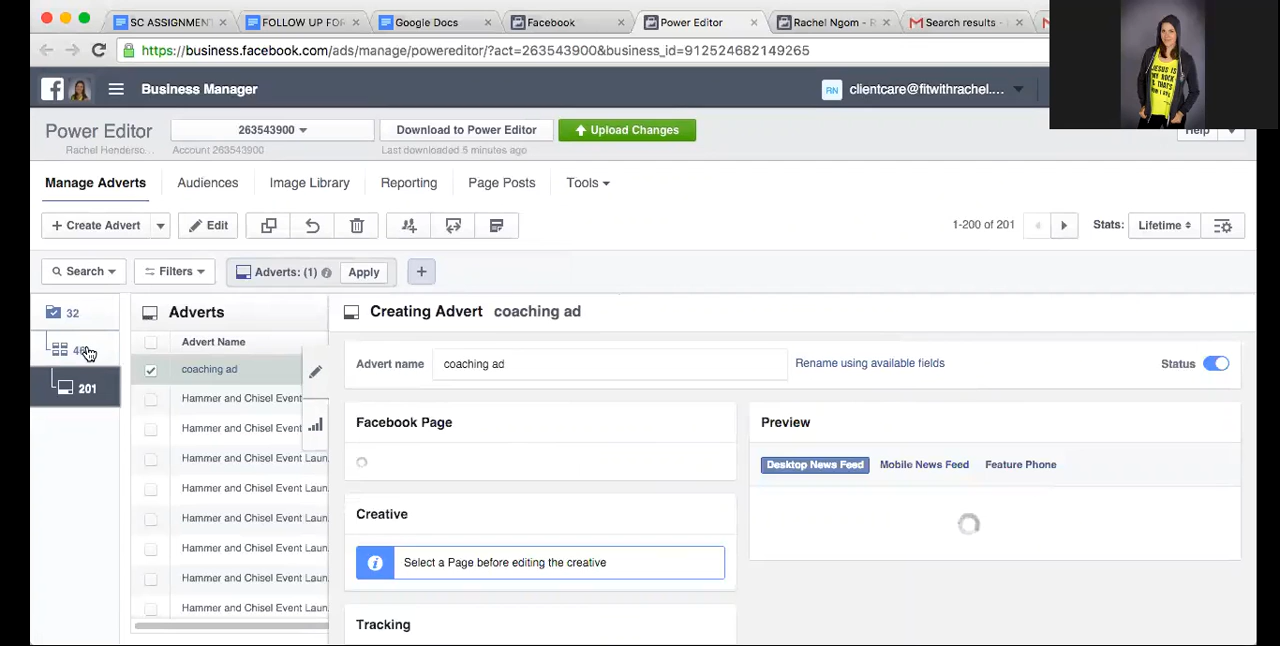 SC ASSIGNMENT
FOLLOW UP FOR
Google Docs
Facebook
Power Editor
Rachel Ngom - R
Search results -
https://business.facebook.com/ads/manage/powereditor/?act=263543900&business_id=912524682149265
Business Manager
RN
clientcare@fitwithrachel....
JESUS IS
MY ROCK
Power Editor
263543900
Download to Power Editor
Upload Changes
Help
Rachel Henderso...
Account 263543900
Last downloaded 5 minutes ago
Manage Adverts
Audiences
Image Library
Reporting
Page Posts
Tools
+ Create Advert
Edit
1-200 of 201
Stats:
Lifetime
Search
Filters
Adverts: (1)
Apply
+
32
Adverts
Creating Advert coaching ad
Advert Name
46
Advert name
coaching ad
Rename using available fields
Status
coaching ad
201
Hammer and Chisel Event
Facebook Page
Preview
Hammer and Chisel Event
Hammer and Chisel Event Laun.
Desktop News Feed
Mobile News Feed
Feature Phone
Hammer and Chisel Event Laun.
Hammer and Chisel Event Laun.
Creative
Hammer and Chisel Event Laun.
Select a Page before editing the creative
Hammer and Chisel Event Laun.
Hammer and Chisel Event Laun.
Tracking